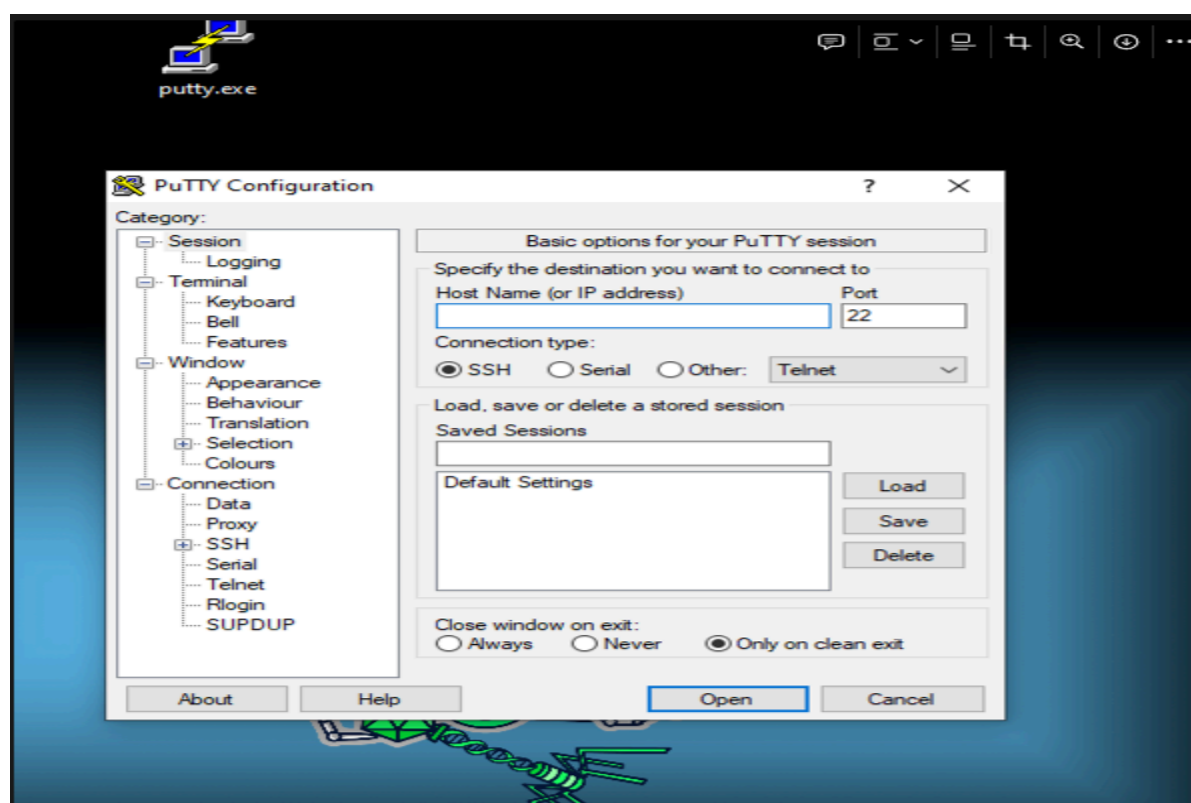 putty.exe
PuTTY Configuration
?
Category:
Session
Logging
Terminal
Keyboard
Bell
Features
Window
Appearance
Behaviour
Translation
Selection
Colours
Connection
Data
Proxy
SSH
Serial
Telnet
Rlogin
SUPDUP
Basic options for your PuTTY session
Specify the destination you want to connect to
Host Name (or IP address) Port
22
Connection type:
SSH Serial Other: Telnet
Load, save or delete a stored session
Saved Sessions
Default Settings
Load
Save
Delete
Close window on exit:
Always Never Only on clean exit
About Help Open Cancel